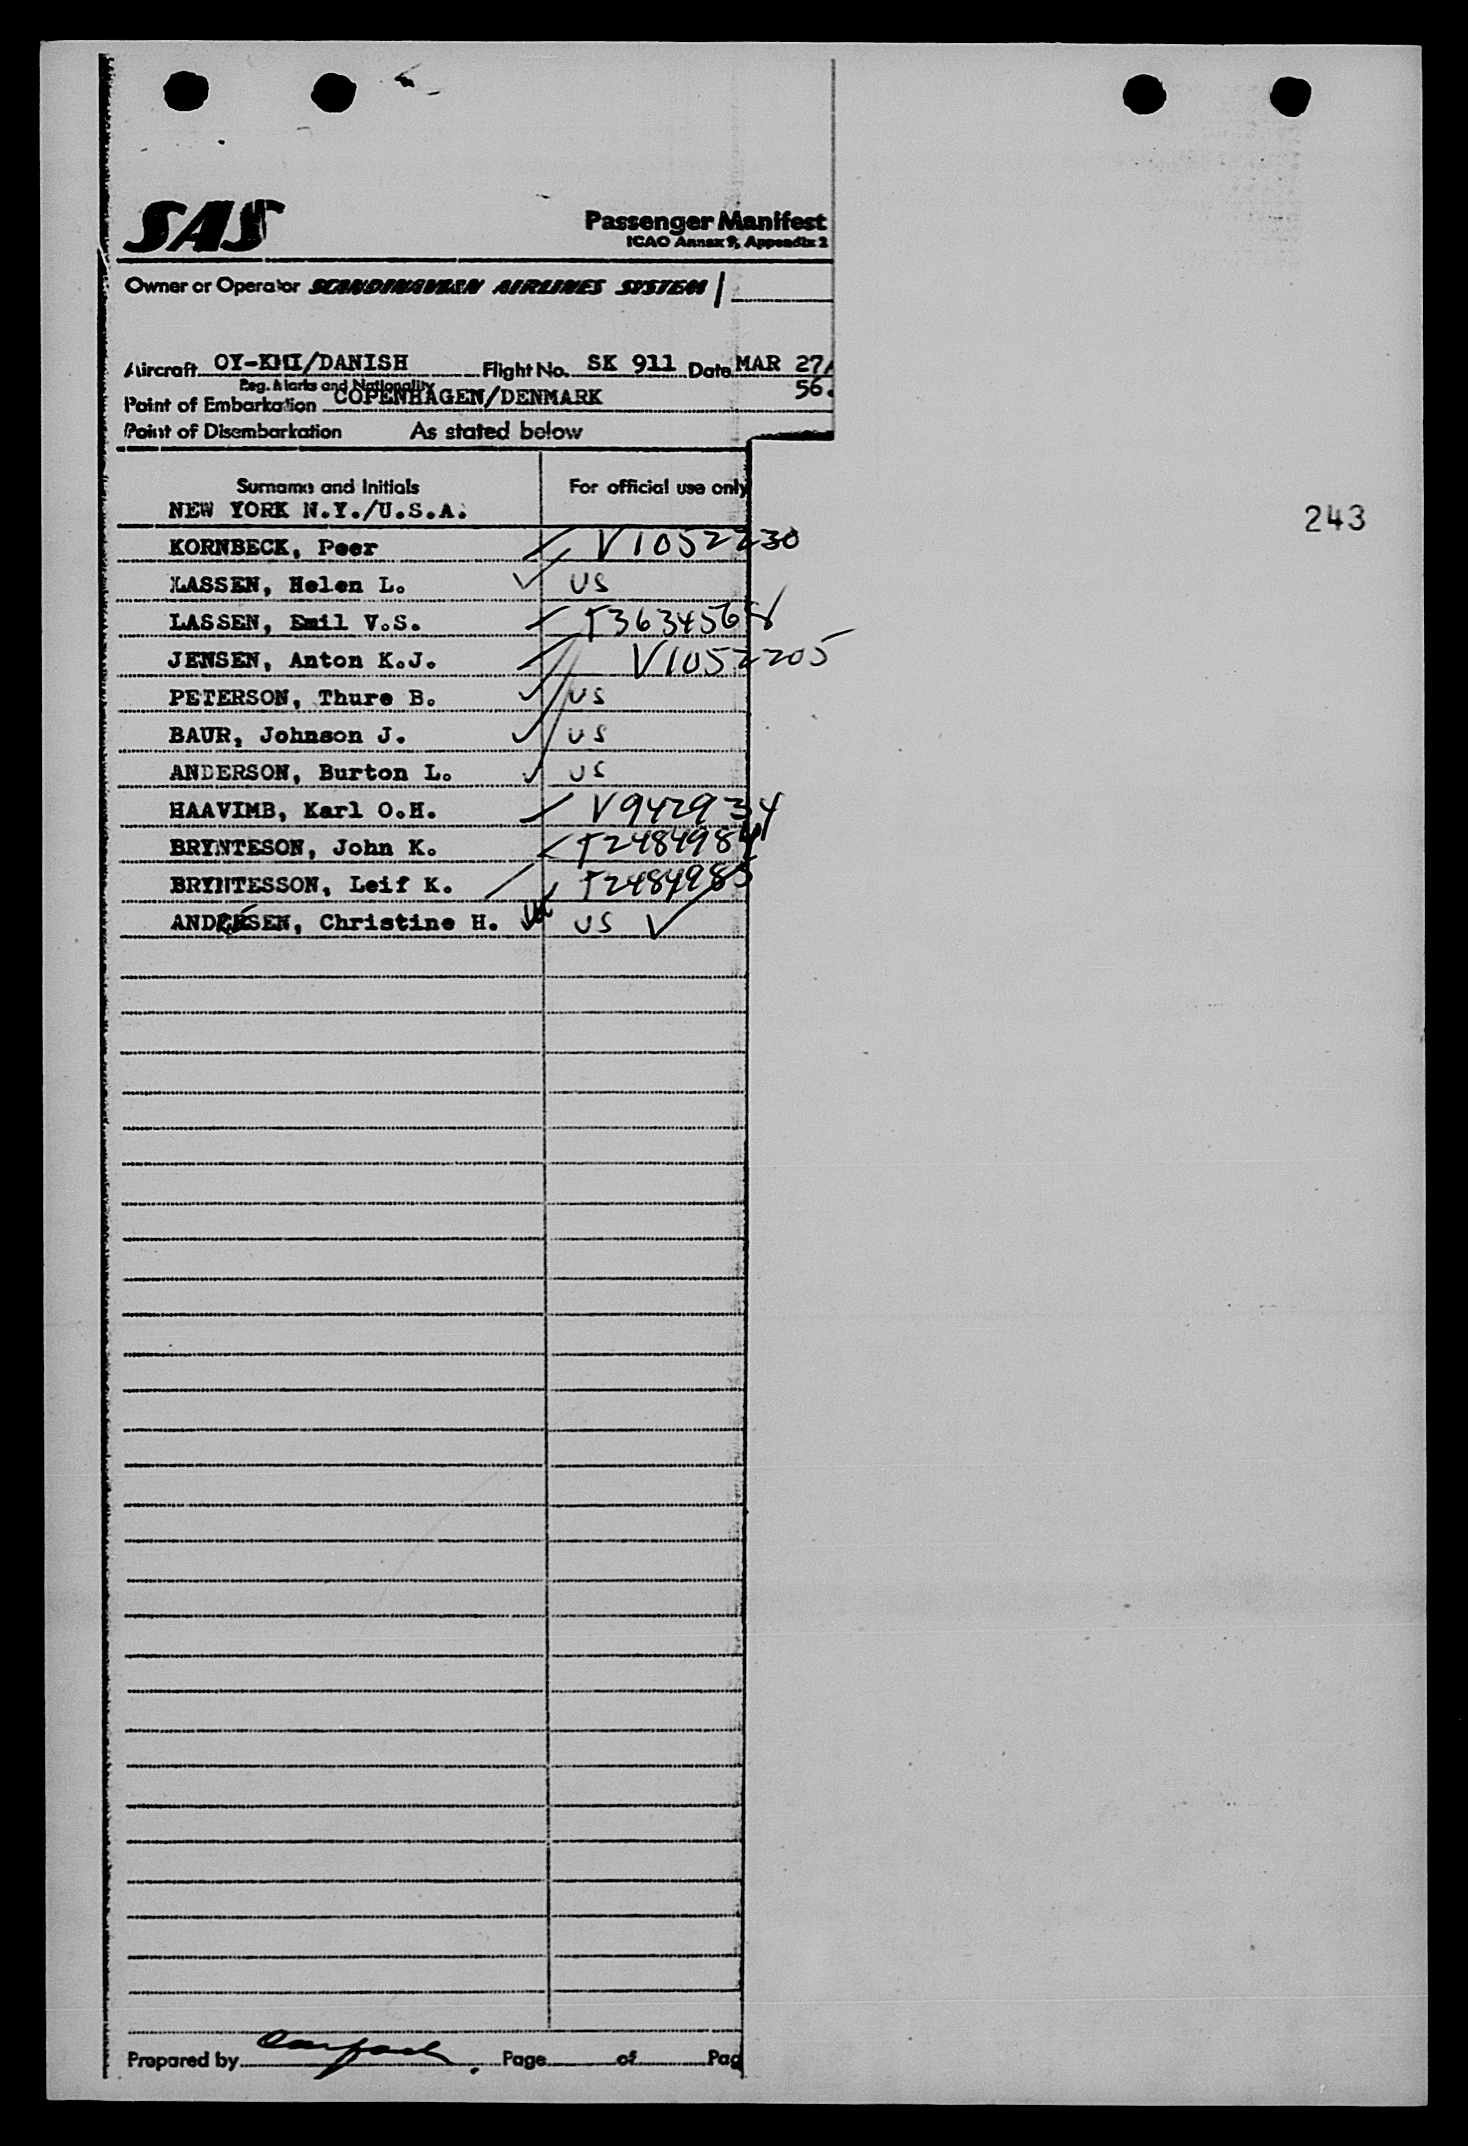 SAS
Passenger Manifest
ICAO Annex 9, Appendix 2
Owner or Operator SCANDINAVIAN AIRLINES SYSTEM
Aircraft OY-KMI/DANISH Flight No. SK 911 Date MAR 27/
Reg. Marks and Nationality 56.
Point of Embarkation COPENHAGEN/DENMARK
Point of Disembarkation As stated below
Surname and Initials For official use only
NEW YORK N.Y./U.S.A.
243
KORNBECK, Peer V1052230
LASSEN, Helen L. US
LASSEN, Emil V.S. T3634568
JENSEN, Anton K.J. V1052205
PETERSON, Thure B. US
BAUR, Johnson J. US
ANDERSON, Burton L. US
HAAVIMB, Karl O.H. V942934
BRYNTESON, John K. T2484984
BRYNTESSON, Leif K. T2484985
ANDERSEN, Christine H. US
Prepared by Page of Pag